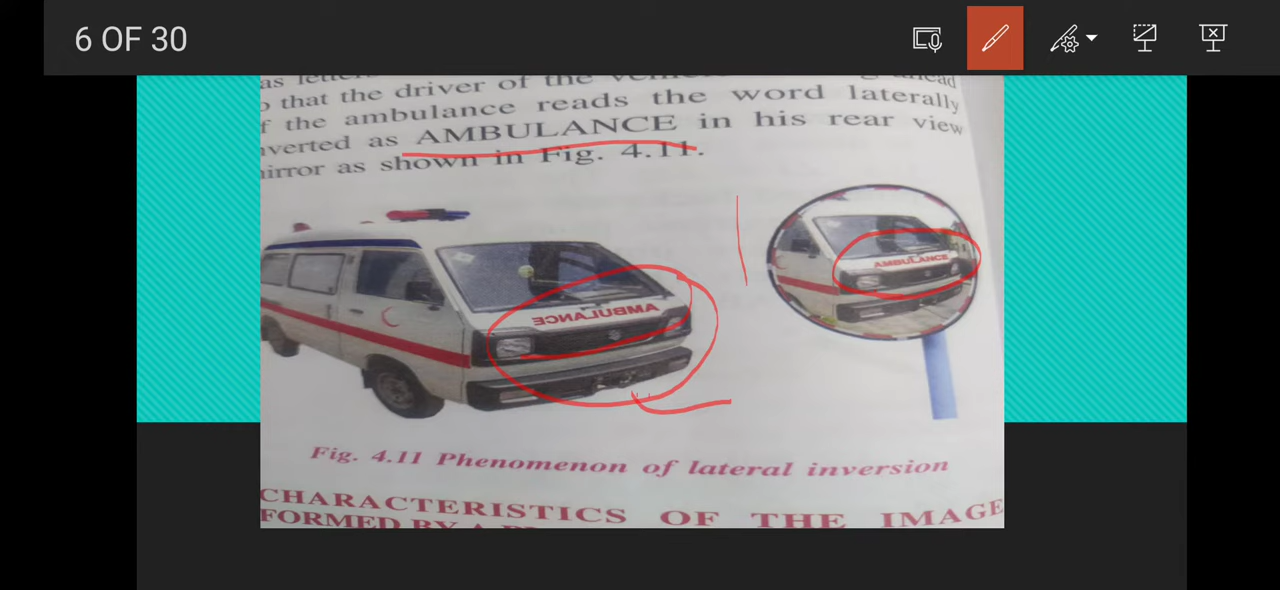 6 OF 30
as
that the driver of the
the ambulance reads the word laterally
as AMBULANCE in his rear view
as shown in Fig. 4.11.
AMBULANCE
AMBULANCE
Fig. 4.11 Phenomenon of lateral inversion
CHARACTERISTICS OF THE IMAGE
FORMED BY A